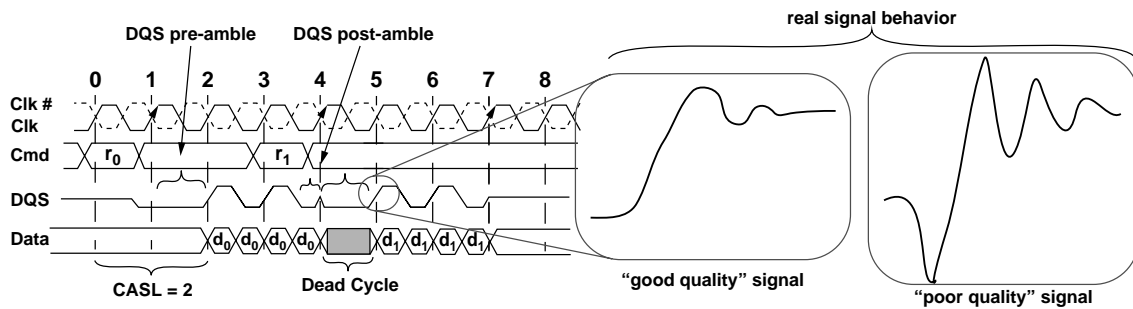 real signal behavior
DQS pre-amble
DQS post-amble
0 1 2 3 4 5 6 7 8
Clk #
Clk
Cmd
r0
r1
DQS
Data
d0 d0 d0 d0 d1 d1 d1 d1
CASL = 2
Dead Cycle
“good quality” signal
“poor quality” signal